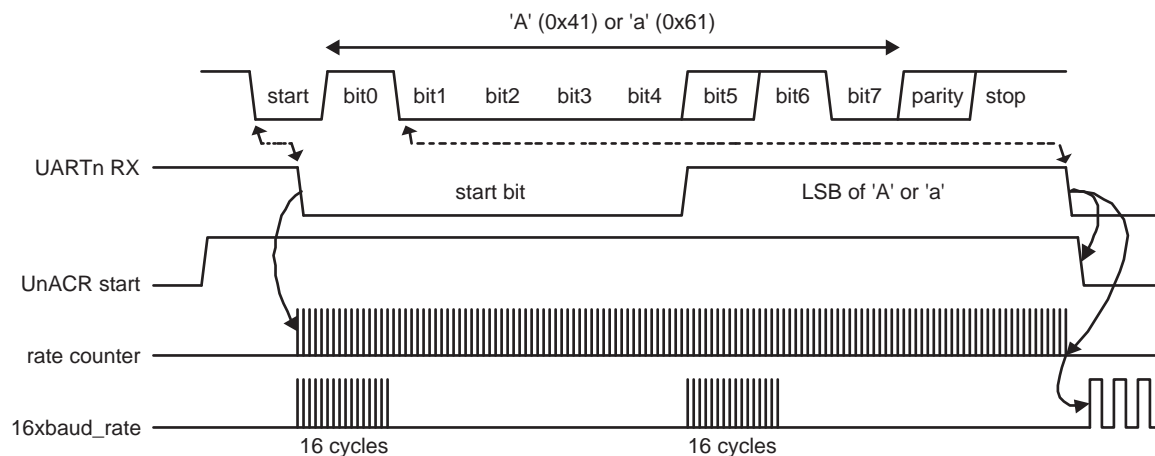 'A' (0x41) or 'a' (0x61)
start bit0 bit1 bit2 bit3 bit4 bit5 bit6 bit7 parity stop
UARTn RX
start bit LSB of 'A' or 'a'
UnACR start
rate counter
16xbaud_rate
16 cycles 16 cycles